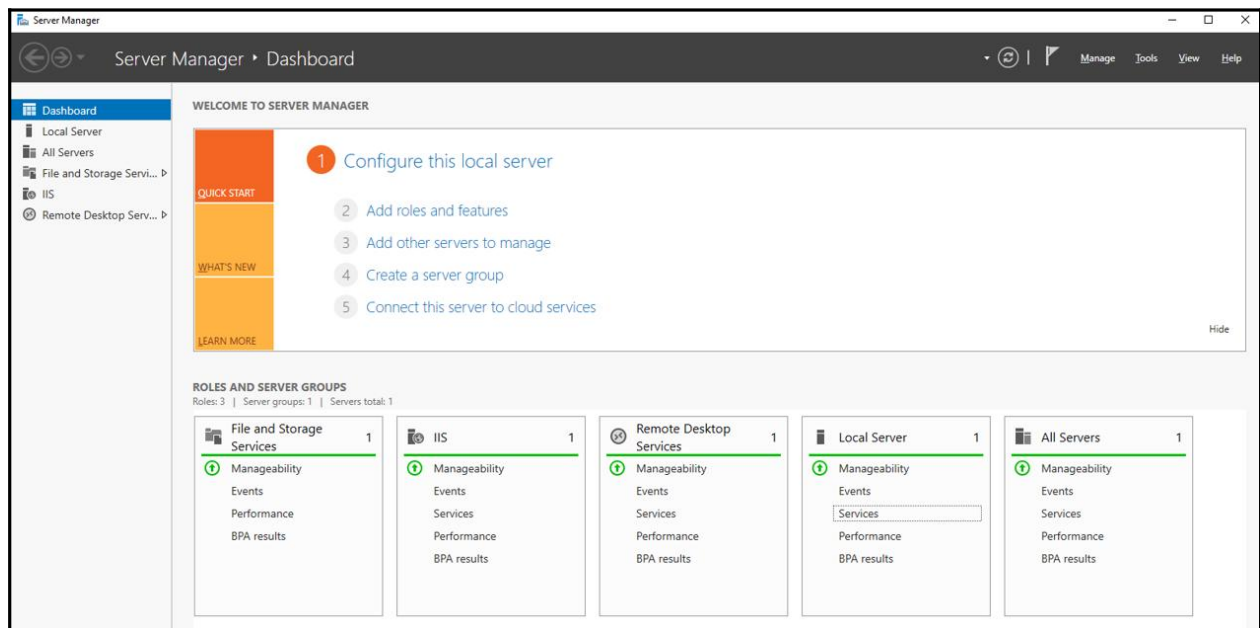 Server Manager
Server Manager ‣ Dashboard
Manage Tools View Help
Dashboard
Local Server
All Servers
File and Storage Servi...
IIS
Remote Desktop Serv...
WELCOME TO SERVER MANAGER
QUICK START
WHAT'S NEW
LEARN MORE
1 Configure this local server
2 Add roles and features
3 Add other servers to manage
4 Create a server group
5 Connect this server to cloud services
Hide
ROLES AND SERVER GROUPS
Roles: 3 | Server groups: 1 | Servers total: 1
File and Storage
Services 1
Manageability
Events
Performance
BPA results
IIS 1
Manageability
Events
Services
Performance
BPA results
Remote Desktop
Services 1
Manageability
Events
Services
Performance
BPA results
Local Server 1
Manageability
Events
Services
Performance
BPA results
All Servers 1
Manageability
Events
Services
Performance
BPA results